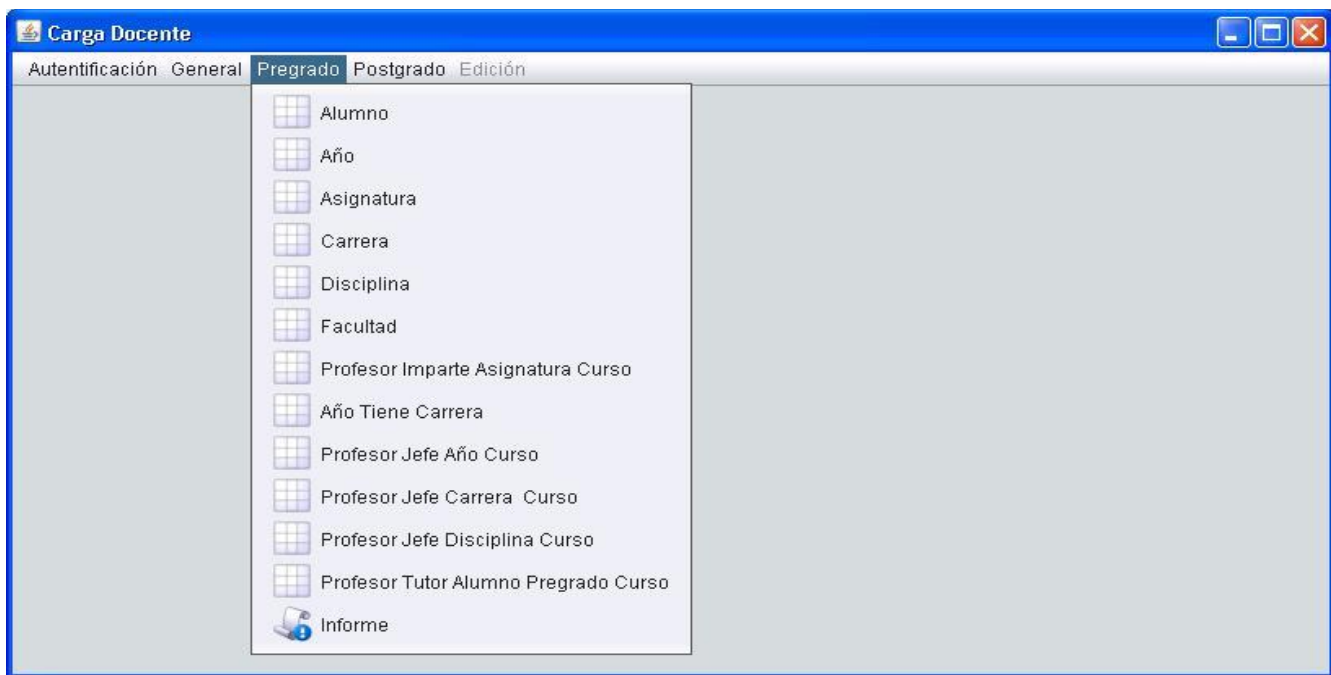 Carga Docente
Autentificación General Pregrado Postgrado Edición
Alumno
Año
Asignatura
Carrera
Disciplina
Facultad
Profesor Imparte Asignatura Curso
Año Tiene Carrera
Profesor Jefe Año Curso
Profesor Jefe Carrera  Curso
Profesor Jefe Disciplina Curso
Profesor Tutor Alumno Pregrado Curso
Informe